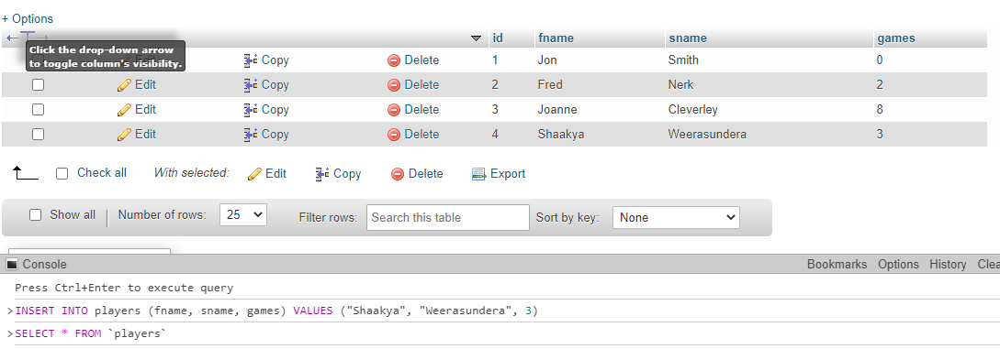 + Options
←T→ id fname sname games
Click the drop-down arrow
to toggle column's visibility.
Edit Copy Delete 1 Jon Smith 0
Edit Copy Delete 2 Fred Nerk 2
Edit Copy Delete 3 Joanne Cleverley 8
Edit Copy Delete 4 Shaakya Weerasundera 3
Check all With selected: Edit Copy Delete Export
Show all Number of rows: 25 Filter rows: Search this table Sort by key: None
Console Bookmarks Options History Clea
Press Ctrl+Enter to execute query
>INSERT INTO players (fname, sname, games) VALUES ("Shaakya", "Weerasundera", 3)
>SELECT * FROM `players`